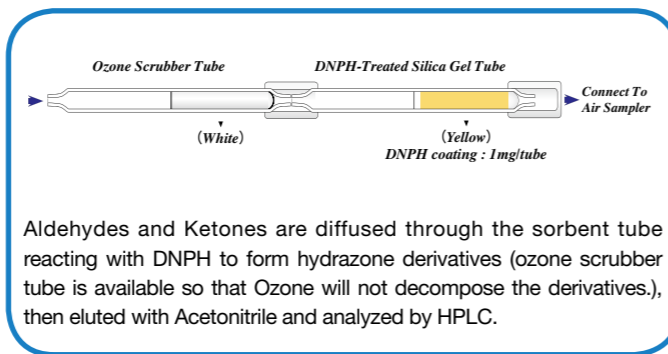 Ozone Scrubber Tube
DNPH-Treated Silica Gel Tube
Connect To
Air Sampler
(White)
(Yellow)
DNPH coating : 1mg/tube
Aldehydes and Ketones are diffused through the sorbent tube
reacting with DNPH to form hydrazone derivatives (ozone scrubber
tube is available so that Ozone will not decompose the derivatives.),
then eluted with Acetonitrile and analyzed by HPLC.